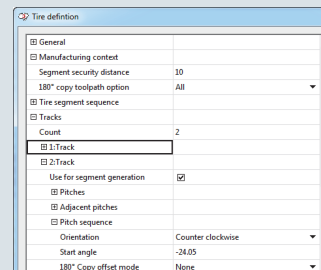 Tire defintion
General
Manufacturing context
Segment security distance 10
180° copy toolpath option All
Tire segment sequence
Tracks
Count 2
1:Track
2:Track
Use for segment generation
Pitches
Adjacent pitches
Pitch sequence
Orientation Counter clockwise
Start angle -24.05
180° Copy offset mode None